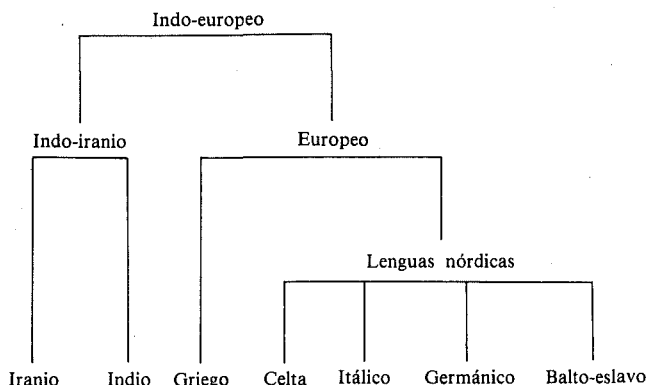 Indo-europeo
Indo-iranio Europeo
Lenguas nórdicas
Iranio Indio Griego Celta Itálico Germánico Balto-eslavo